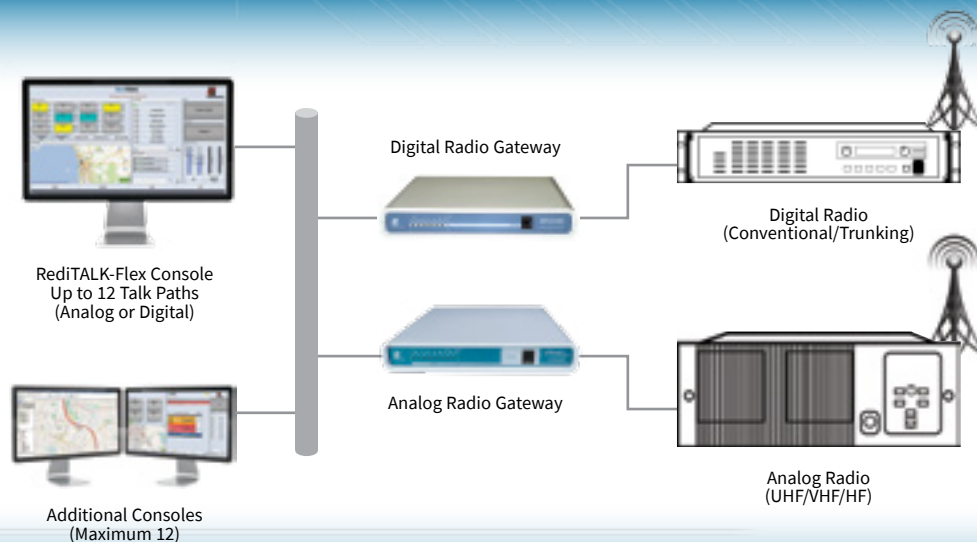 Digital Radio Gateway
Digital Radio
(Conventional/Trunking)
RediTALK-Flex Console
Up to 12 Talk Paths
(Analog or Digital)
Analog Radio Gateway
Analog Radio
(UHF/VHF/HF)
Additional Consoles
(Maximum 12)